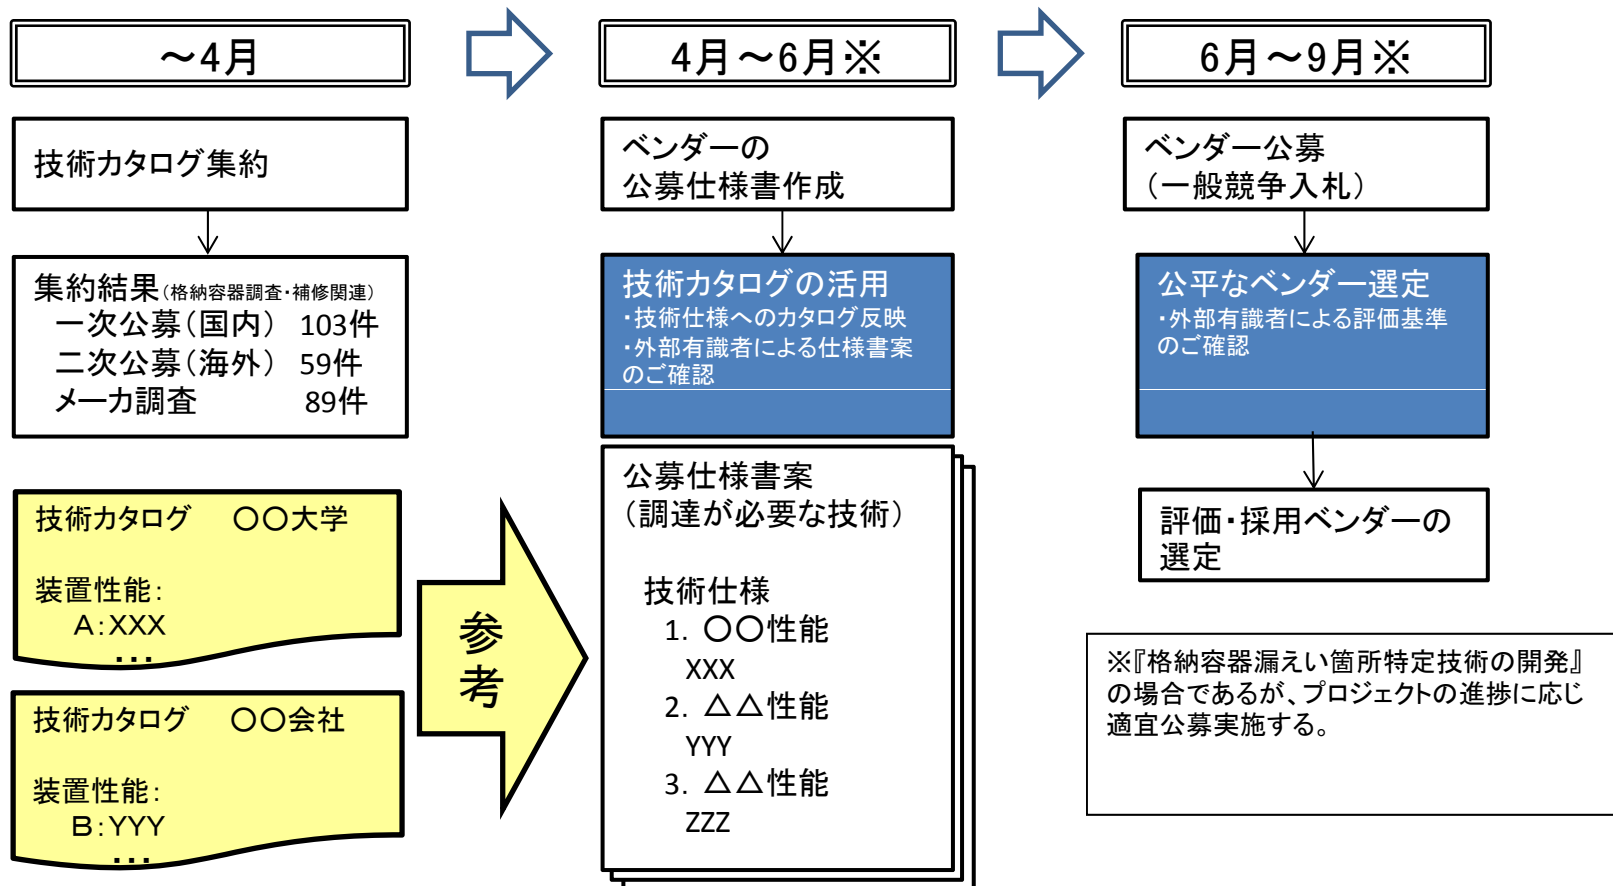 ～4月
4月～6月※
6月～9月※
技術カタログ集約
集約結果(格納容器調査・補修関連)
一次公募(国内) 103件
二次公募(海外) 59件
メーカ調査 89件
技術カタログ 〇〇大学
装置性能:
A:XXX
…
技術カタログ 〇〇会社
装置性能:
B:YYY
…
参考
ベンダーの
公募仕様書作成
技術カタログの活用
・技術仕様へのカタログ反映
・外部有識者による仕様書案
のご確認
公募仕様書案
(調達が必要な技術)
技術仕様
1. 〇〇性能
XXX
2. △△性能
YYY
3. △△性能
ZZZ
ベンダー公募
(一般競争入札)
公平なベンダー選定
・外部有識者による評価基準
のご確認
評価・採用ベンダーの
選定
※『格納容器漏えい箇所特定技術の開発』
の場合であるが、プロジェクトの進捗に応じ
適宜公募実施する。